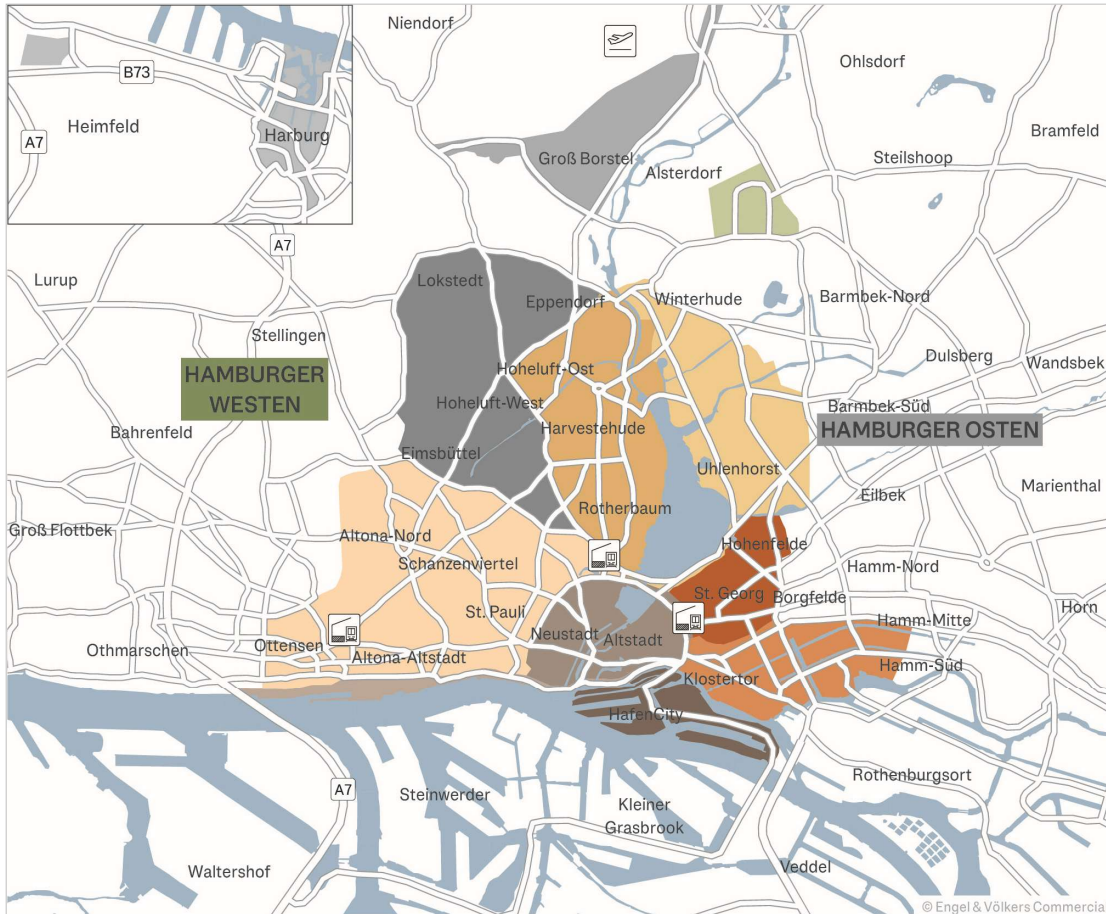 Niendorf
Ohlsdorf
B73
Heimfeld
Harburg
A7
Bramfeld
Groß Borstel
Alsterdorf
Steilshoop
A7
Lurup
Lokstedt
Eppendorf
Winterhude
Barmbek-Nord
Stellingen
Dulsberg
Wandsbek
HAMBURGER
WESTEN
Hoheluft-Ost
Hoheluft-West
Barmbek-Süd
HAMBURGER OSTEN
Bahrenfeld
Harvestehude
Eimsbüttel
Uhlenhorst
Marienthal
Eilbek
Rotherbaum
Groß Flottbek
Altona-Nord
Hohenfelde
Schanzenviertel
Hamm-Nord
St. Georg
Borgfelde
Horn
St. Pauli
Hamm-Mitte
Neustadt
Altstadt
Ottensen
Othmarschen
Altona-Altstadt
Hamm-Süd
Klostertor
HafenCity
Rothenburgsort
A7
Steinwerder
Kleiner
Grasbrook
Waltershof
Veddel
© Engel & Völkers Commercia